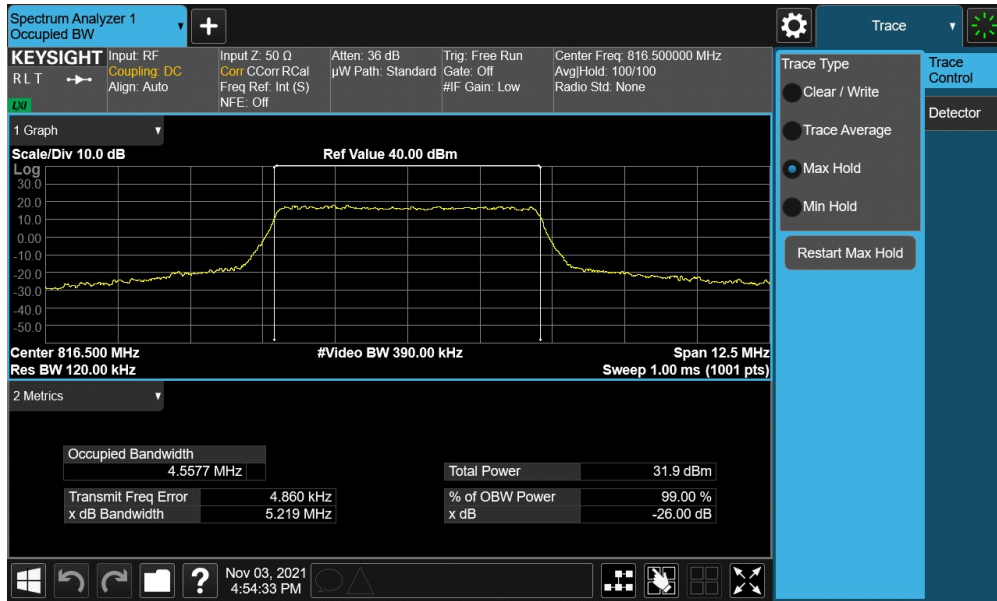 Spectrum Analyzer 1
Occupied BW
▼
+
Trace
▼
KEYSIGHT
R L T
LXI
Input: RF
Coupling: DC
Align: Auto
Input Z: 50 Ω
Corr CCorr RCal
Freq Ref: Int (S)
NFE: Off
Atten: 36 dB
µW Path: Standard
Trig: Free Run
Gate: Off
#IF Gain: Low
Center Freq: 816.500000 MHz
Avg|Hold: 100/100
Radio Std: None
1 Graph ▼
Scale/Div 10.0 dB
Ref Value 40.00 dBm
Log
30.0
20.0
10.0
0.00
-10.0
-20.0
-30.0
-40.0
-50.0
Center 816.500 MHz
#Video BW 390.00 kHz
Span 12.5 MHz
Res BW 120.00 kHz
Sweep 1.00 ms (1001 pts)
2 Metrics ▼
Occupied Bandwidth
4.5577 MHz
Total Power 31.9 dBm
Transmit Freq Error 4.860 kHz
% of OBW Power 99.00 %
x dB Bandwidth 5.219 MHz
x dB -26.00 dB
Trace Type
Clear / Write
Trace Average
Max Hold
Min Hold
Restart Max Hold
Trace
Control
Detector
?
Nov 03, 2021
4:54:33 PM